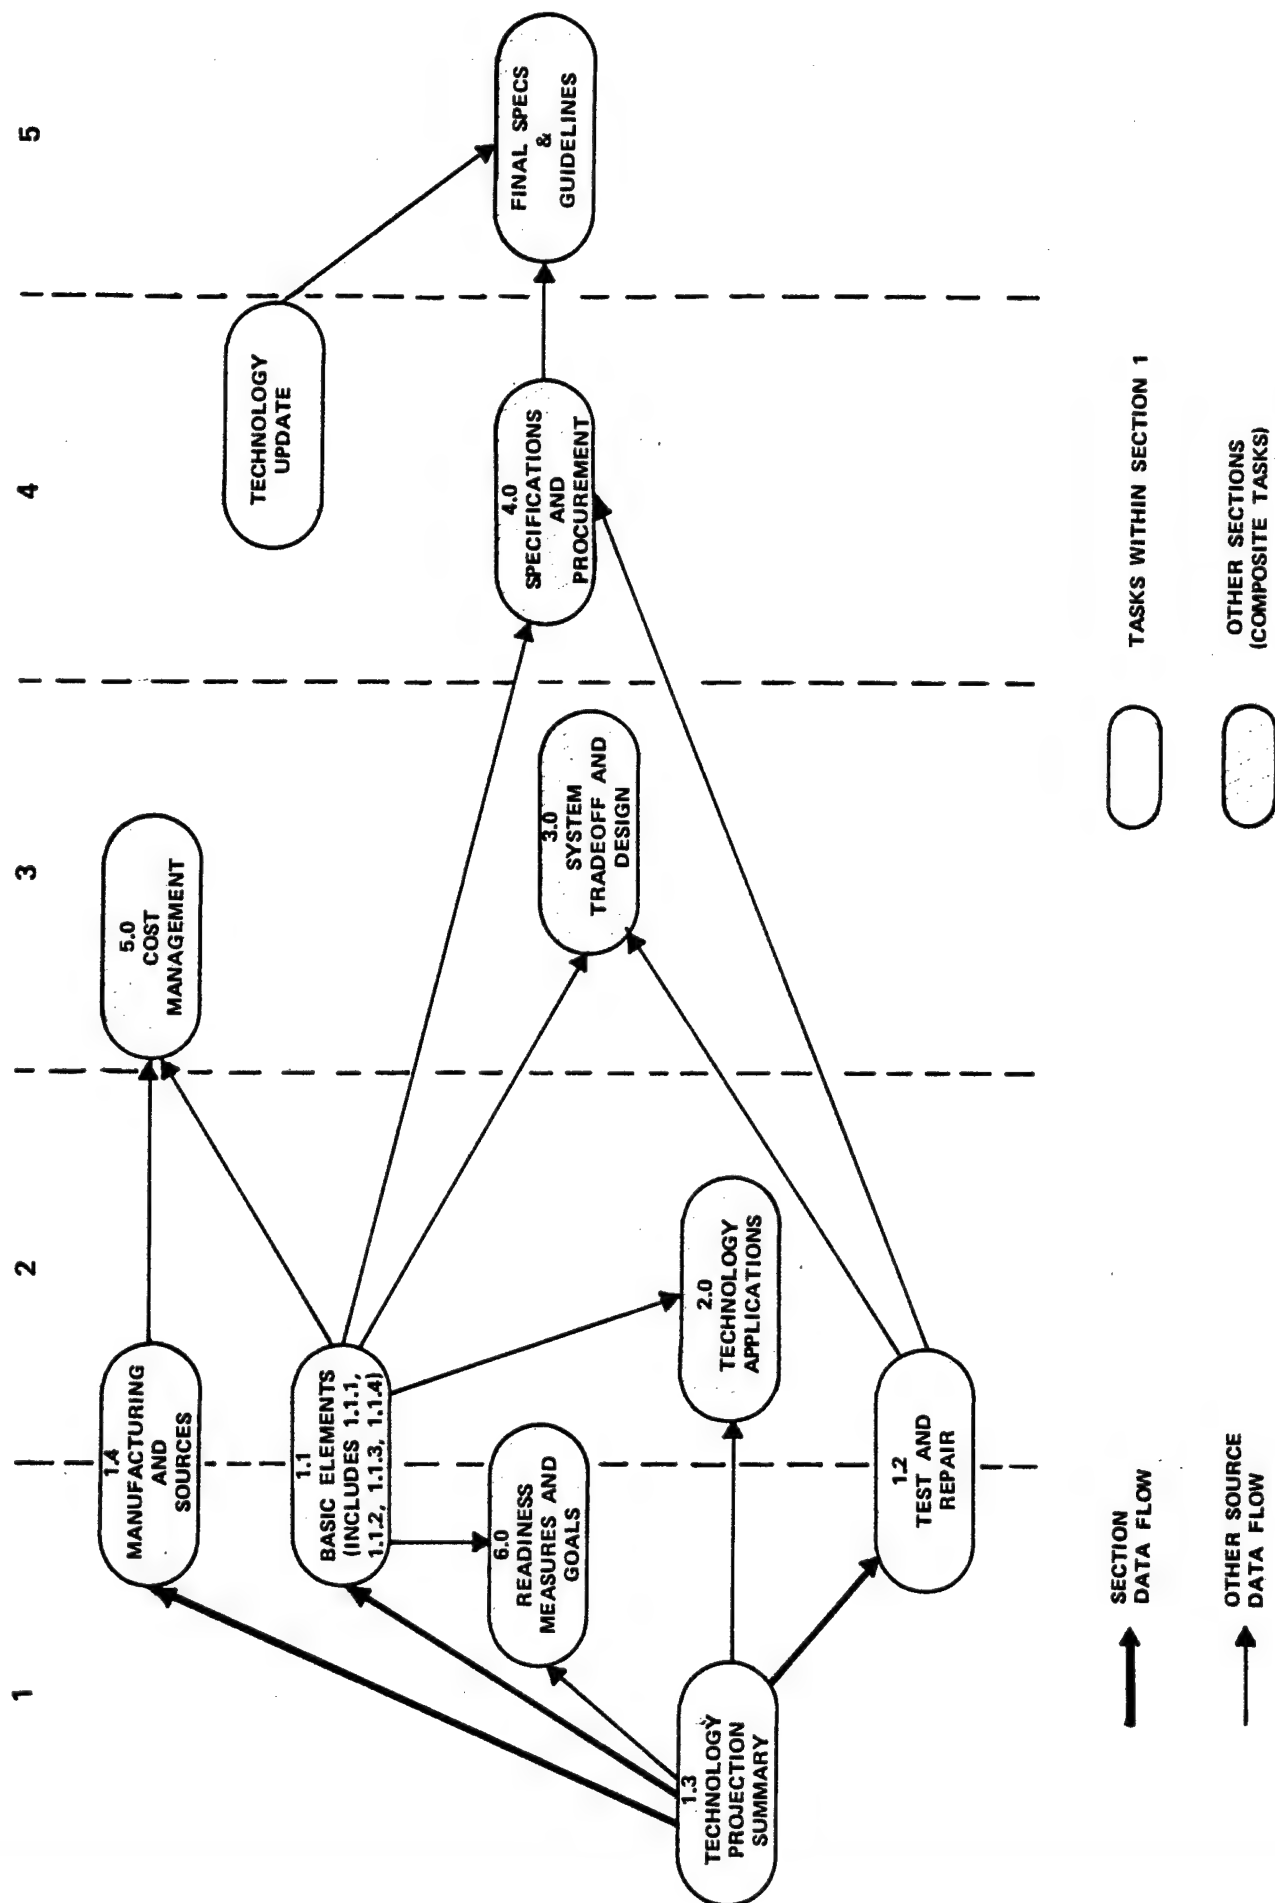 1
2
3
4
5
1.4
MANUFACTURING
AND
SOURCES
5.0
COST
MANAGEMENT
TECHNOLOGY
UPDATE
1.1
BASIC ELEMENTS
(INCLUDES 1.1.1,
1.1.2, 1.1.3, 1.1.4)
6.0
READINESS
MEASURES AND
GOALS
3.0
SYSTEM
TRADEOFF AND
DESIGN
4.0
SPECIFICATIONS
AND
PROCUREMENT
FINAL SPECS
&
GUIDELINES
1.3
TECHNOLOGY
PROJECTION
SUMMARY
2.0
TECHNOLOGY
APPLICATIONS
1.2
TEST AND
REPAIR
SECTION
DATA FLOW
TASKS WITHIN SECTION 1
OTHER SOURCE
DATA FLOW
OTHER SECTIONS
(COMPOSITE TASKS)